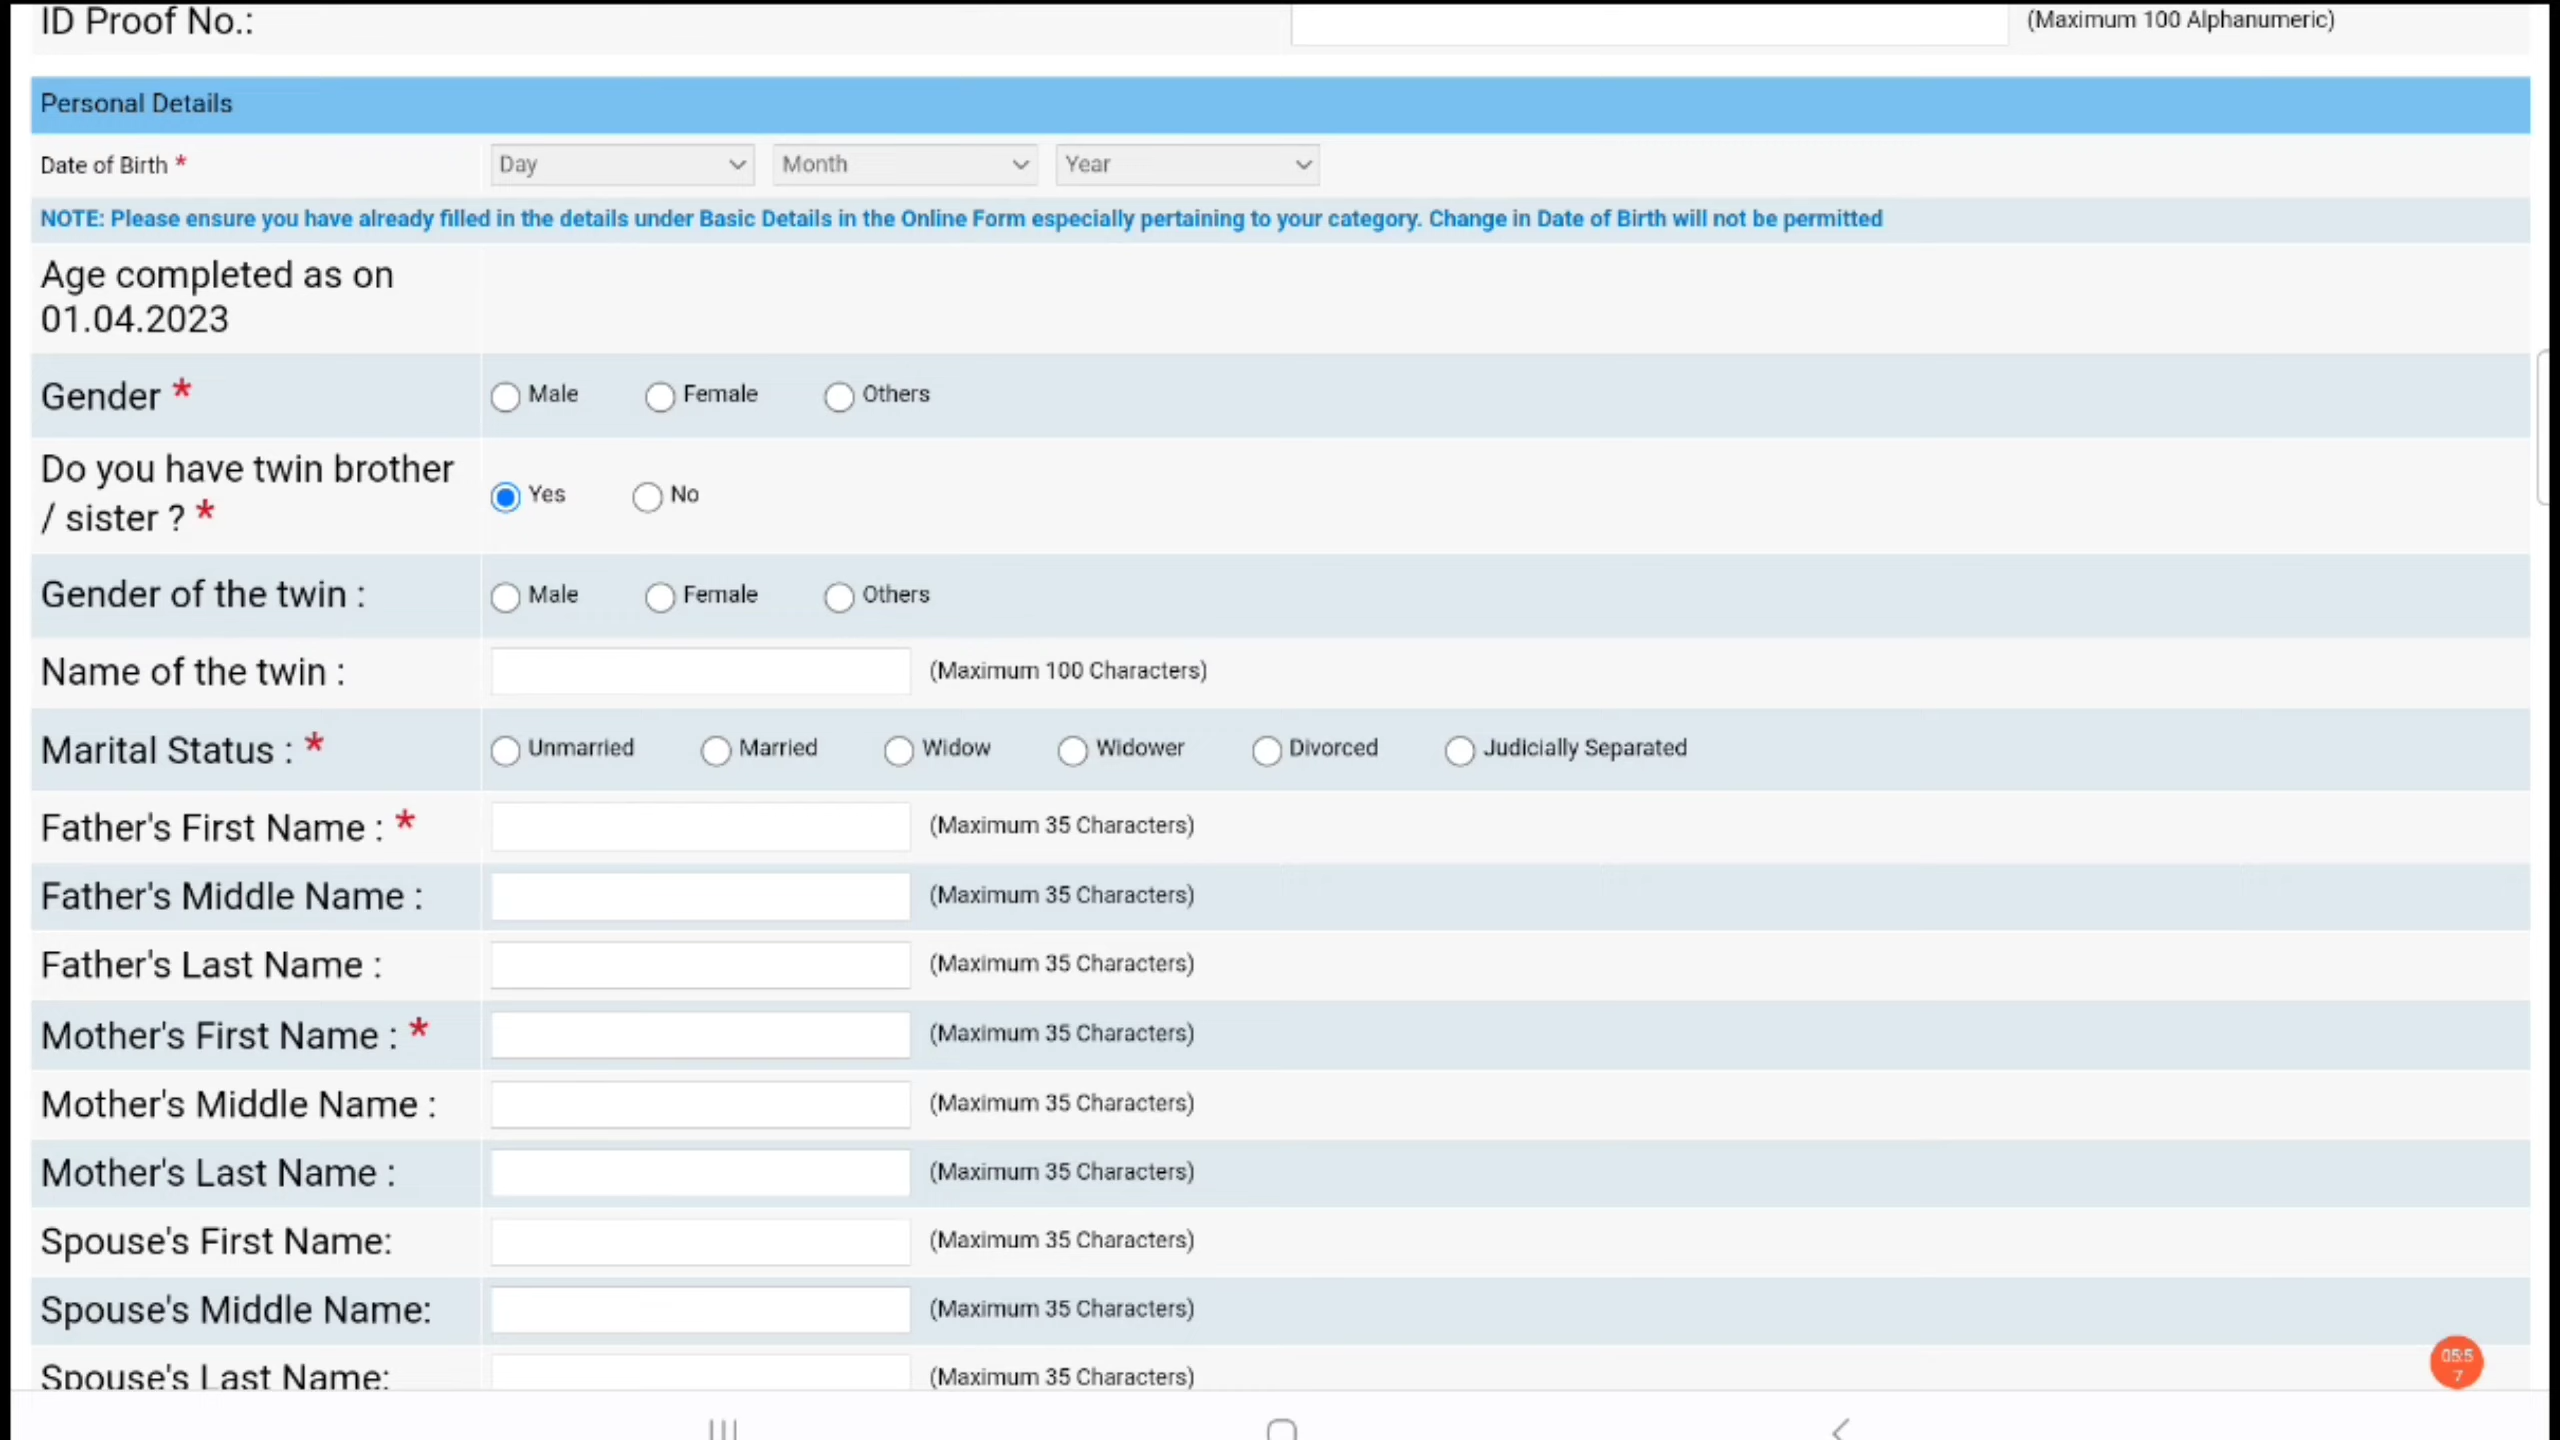 ID Proof No.: (Maximum 100 Alphanumeric)
Personal Details
Date of Birth * Day Month Year
NOTE: Please ensure you have already filled in the details under Basic Details in the Online Form especially pertaining to your category. Change in Date of Birth will not be permitted
Age completed as on
01.04.2023
Gender * Male Female Others
Do you have twin brother
/ sister ? * Yes No
Gender of the twin : Male Female Others
Name of the twin : (Maximum 100 Characters)
Marital Status : * Unmarried Married Widow Widower Divorced Judicially Separated
Father's First Name : * (Maximum 35 Characters)
Father's Middle Name : (Maximum 35 Characters)
Father's Last Name : (Maximum 35 Characters)
Mother's First Name : * (Maximum 35 Characters)
Mother's Middle Name : (Maximum 35 Characters)
Mother's Last Name : (Maximum 35 Characters)
Spouse's First Name: (Maximum 35 Characters)
Spouse's Middle Name: (Maximum 35 Characters)
Spouse's Last Name: (Maximum 35 Characters)
05:5
7